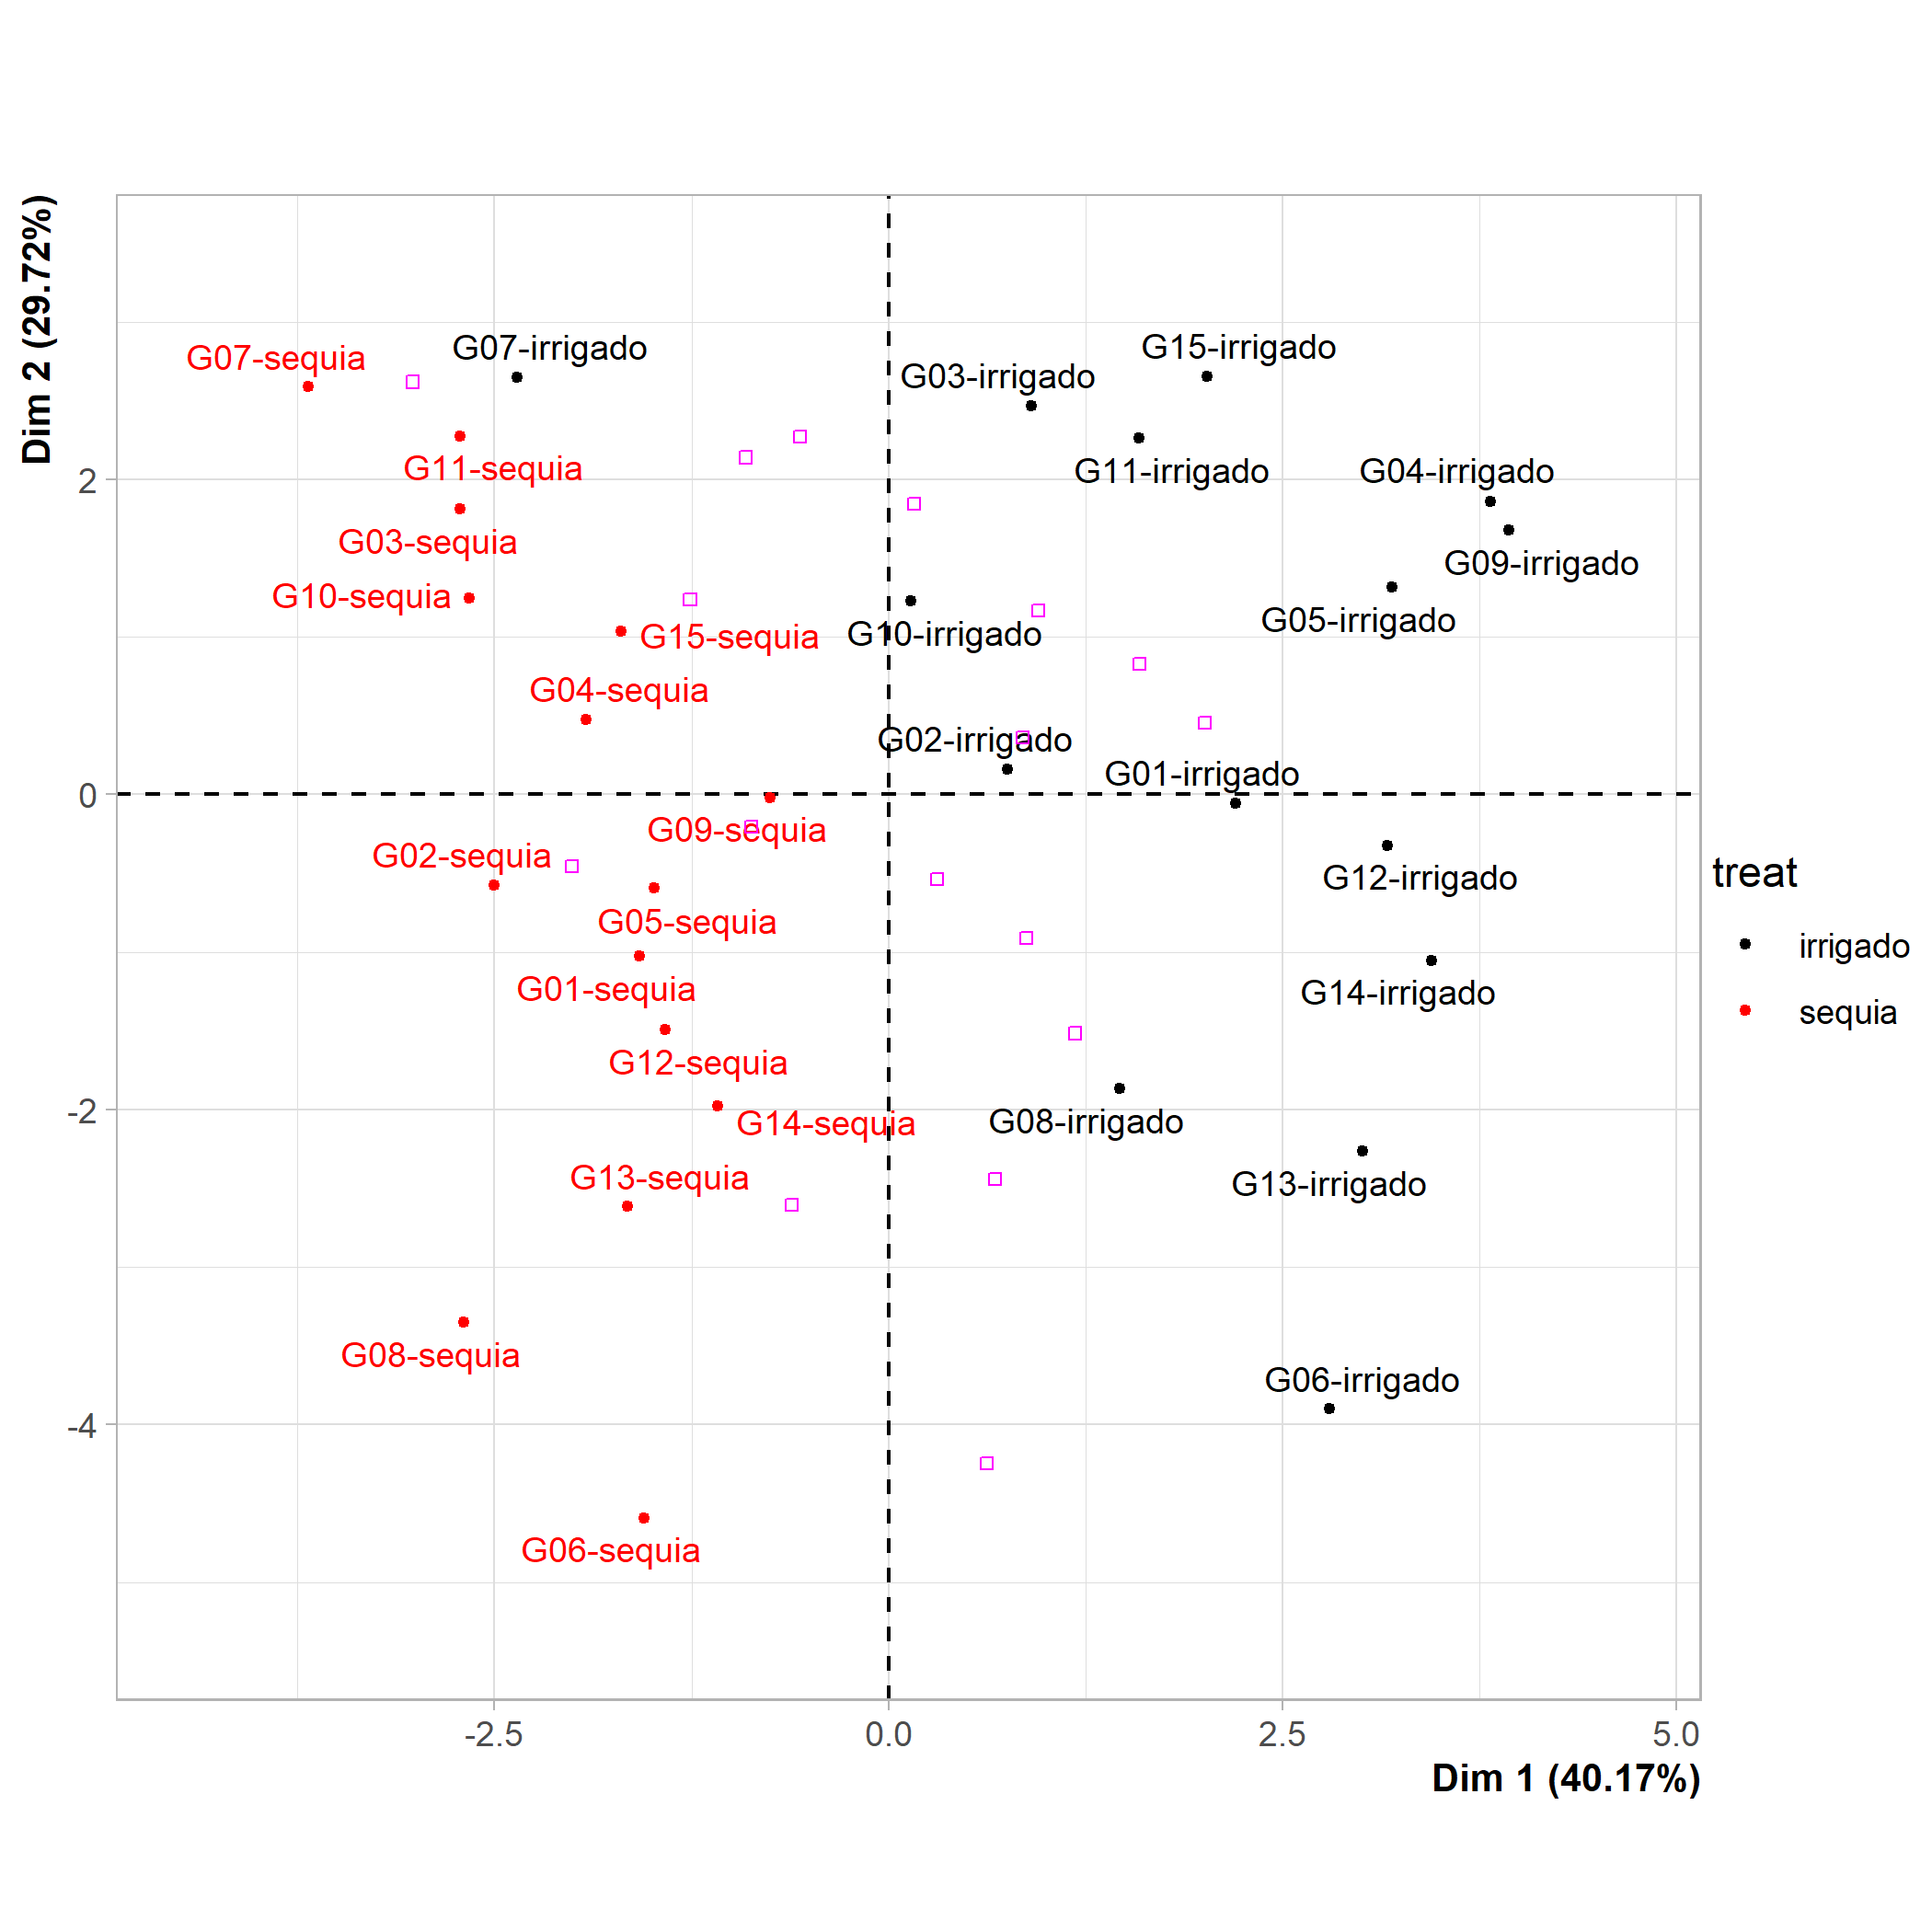 Dim 2 (29.72%)
G07-sequia
G07-irrigado
G15-irrigado
G03-irrigado
G11-sequia
G11-irrigado
G04-irrigado
2
G03-sequia
G09-irrigado
G10-sequia
G05-irrigado
G15-sequia
G10-irrigado
G04-sequia
G02-irrigado
G01-irrigado
0
G09-sequia
G02-sequia
G12-irrigado
treat
G05-sequia
irrigado
G01-sequia
G14-irrigado
sequia
G12-sequia
-2
G14-sequia
G08-irrigado
G13-sequia
G13-irrigado
G08-sequia
G06-irrigado
-4
G06-sequia
-2.5
0.0
2.5
5.0
Dim 1 (40.17%)